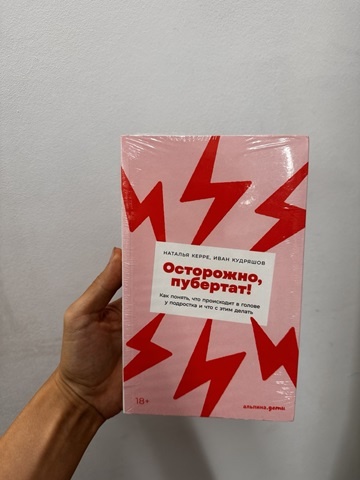 НАТАЛЬЯ КЕРРЕ, ИВАН КУДРЯШОВ
Осторожно,
пубертат!
Как понять, что происходит в голове
у подростка и что с этим делать
18+
альпина.дети